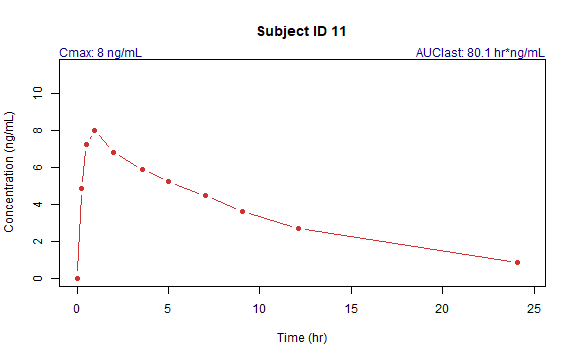 Subject ID 11
Cmax: 8 ng/mL AUClast: 80.1 hr*ng/mL
Concentration (ng/mL)
10
8
6
4
2
0
0 5 10 15 20 25
Time (hr)